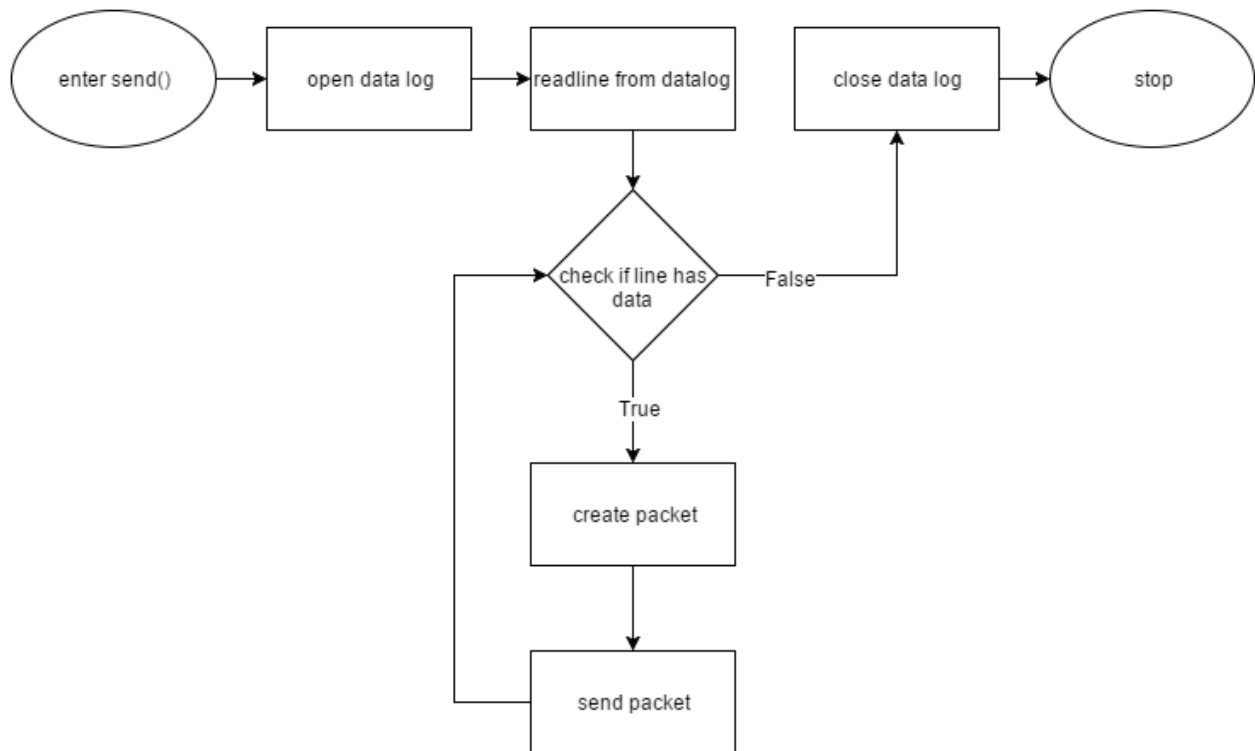 enter send()
open data log
readline from datalog
close data log
stop
check if line has
data
False
True
create packet
send packet